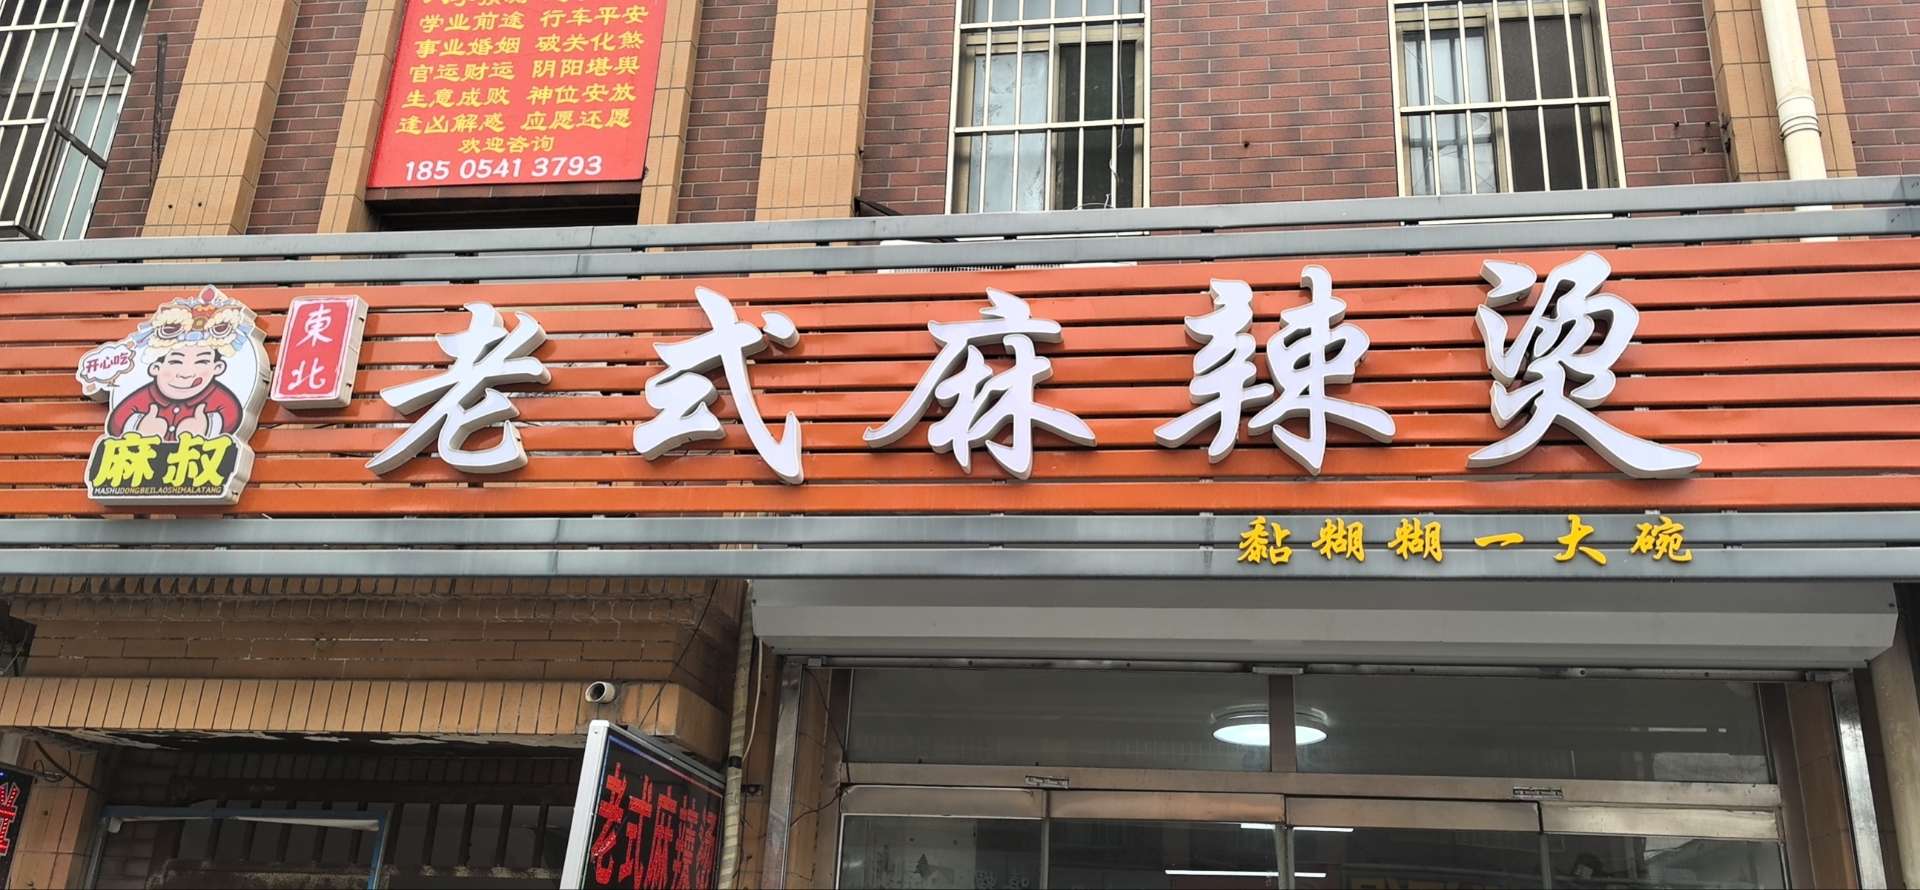 学业前途 行车平安
事业婚姻 破关化煞
官运财运 阴阳堪舆
生意成败 神位安放
逢凶解惑 应愿还愿
欢迎咨询
185 0541 3793
开心吃
麻叔
MASHUDONGBEILAOSHIMALATANG
東北
老式麻辣烫
黏糊糊一大碗
老式麻辣烫